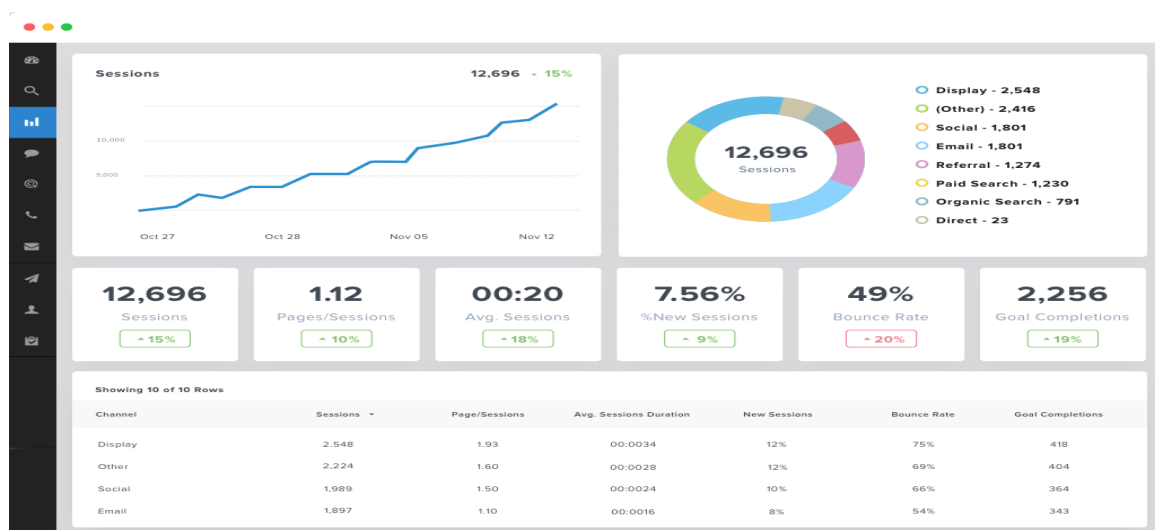 Sessions 12,696 15%
10,000
5,000
Oct 27 Oct 28 Nov 05 Nov 12
12,696
Sessions
Display - 2,548
(Other) - 2,416
Social - 1,801
Email - 1,801
Referral - 1,274
Paid Search - 1,230
Organic Search - 791
Direct - 23
12,696 1.12 00:20 7.56% 49% 2,256
Sessions Pages/Sessions Avg. Sessions %New Sessions Bounce Rate Goal Completions
15% 10% 18% 9% 20% 19%
Showing 10 of 10 Rows
Channel Sessions Page/Sessions Avg. Sessions Duration New Sessions Bounce Rate Goal Completions
Display 2,548 1.93 00:0034 12% 75% 418
Other 2,224 1.60 00:0028 12% 69% 404
Social 1,989 1.50 00:0024 10% 66% 364
Email 1,897 1.10 00:0016 8% 54% 343